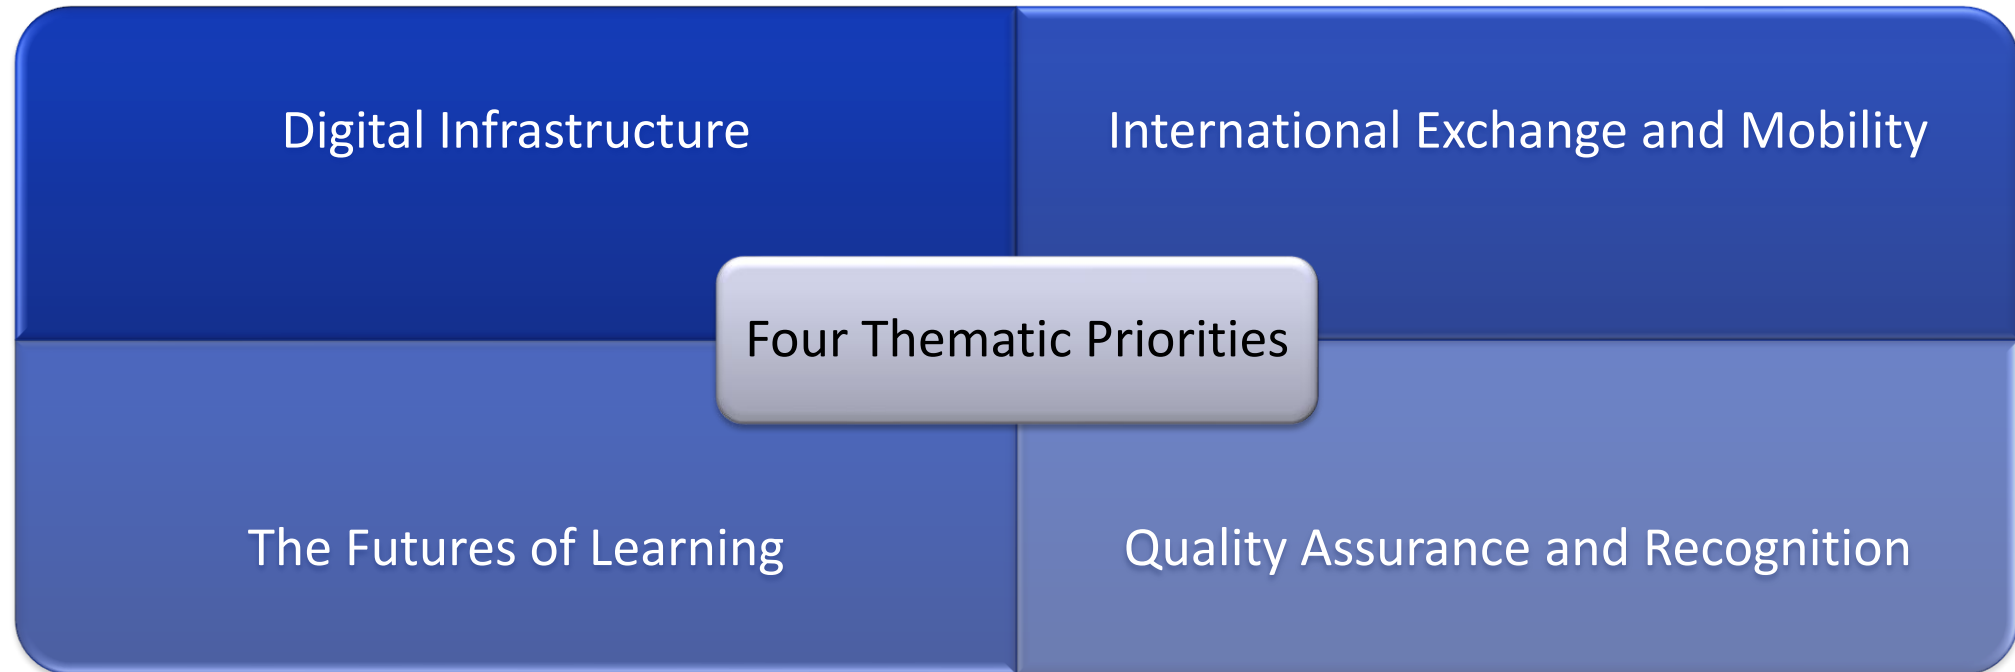 Digital Infrastructure
International Exchange and Mobility
Four Thematic Priorities
The Futures of Learning
Quality Assurance and Recognition